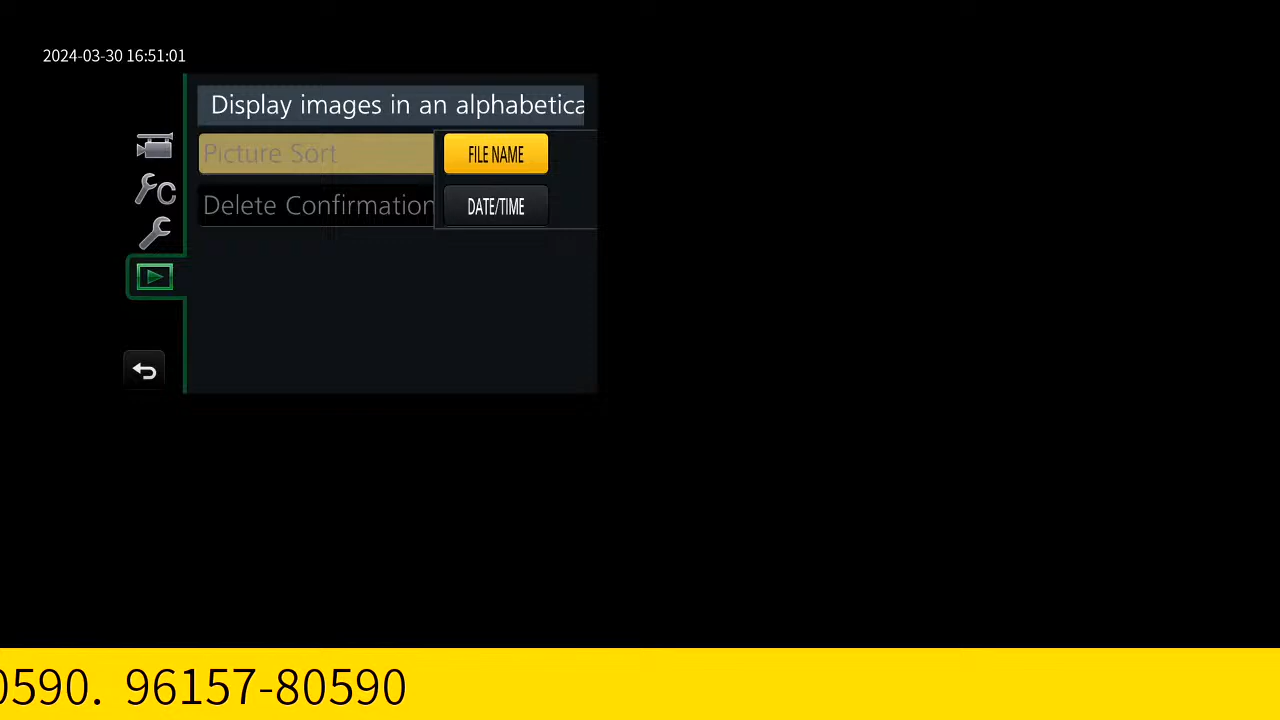 2024-03-30 16:51:01
Display images in an alphabetica
Picture Sort
FILE NAME
Delete Confirmation
DATE/TIME
0590. 96157-80590